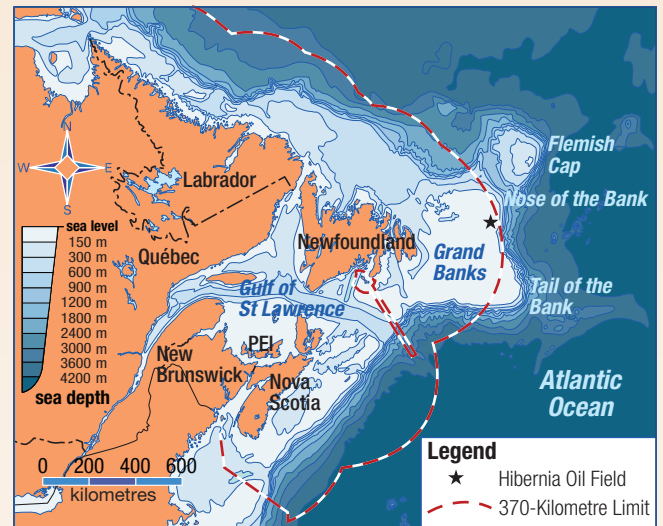 Flemish
Cap
Nose of the Bank
N
W
E
S
Labrador
sea level
150 m
300 m
600 m
900 m
1200 m
1800 m
2400 m
3000 m
3600 m
4200 m
sea depth
Québec
Newfoundland
Grand
Banks
Gulf of
St Lawrence
Tail of the
Bank
PEI
New
Brunswick
Nova
Scotia
Atlantic
Ocean
0 200 400 600
kilometres
Legend
Hibernia Oil Field
370-Kilometre Limit